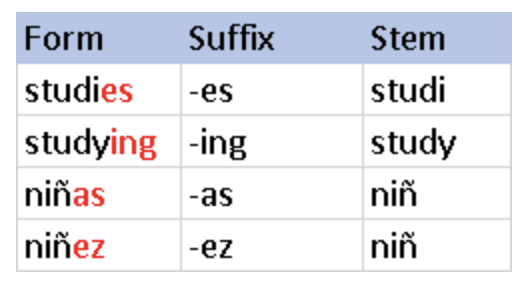 Form Suffix Stem
studies -es studi
studying -ing study
niñas -as niñ
niñez -ez niñ